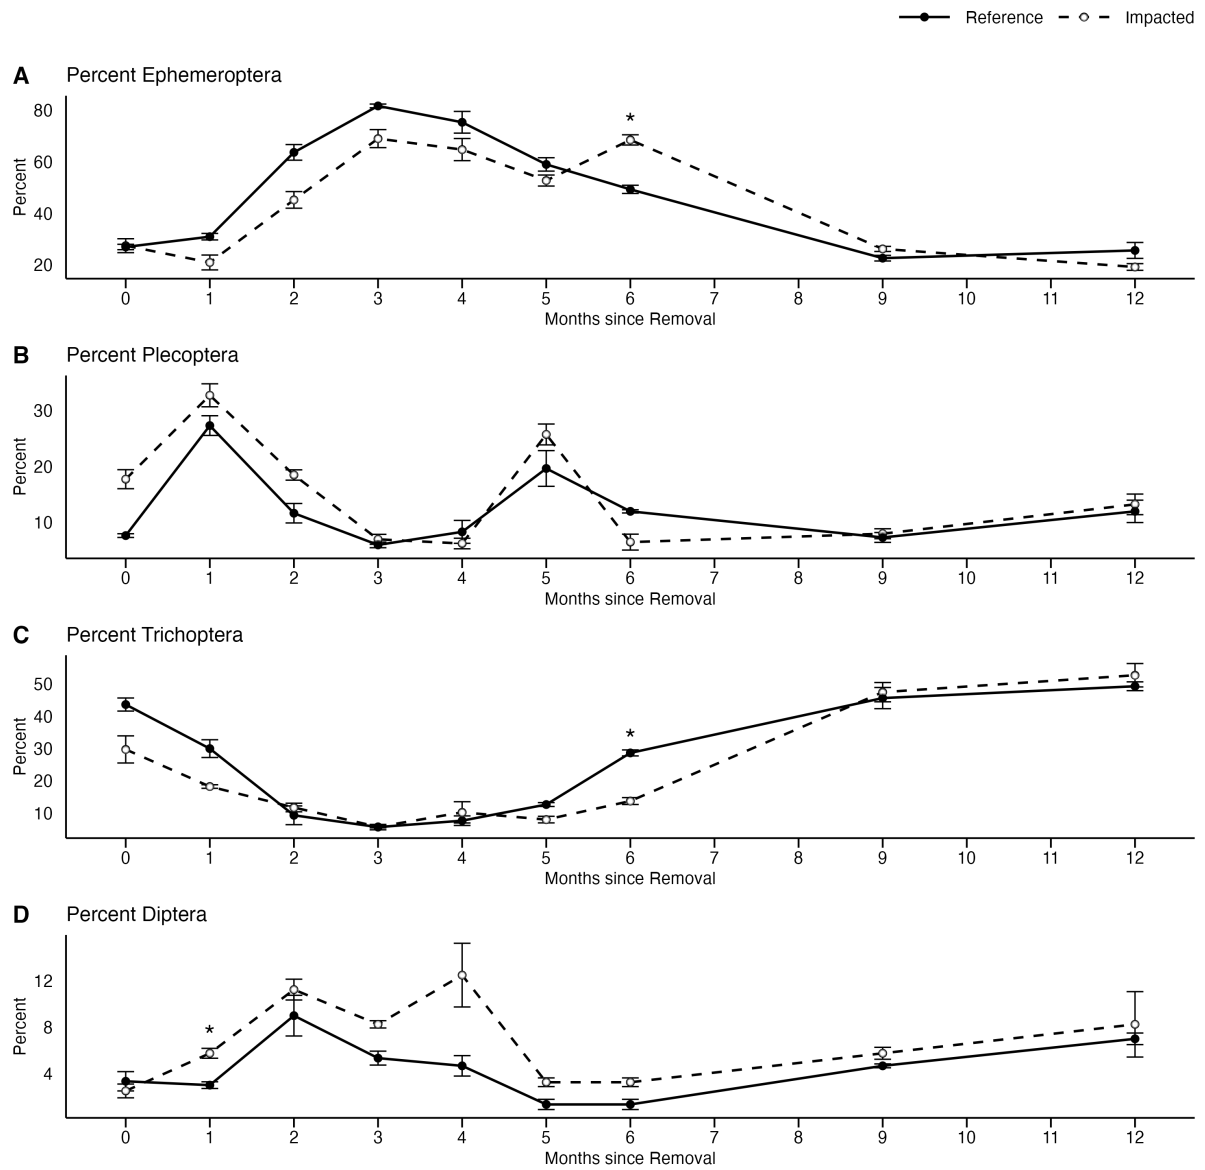 Reference Impacted
A Percent Ephemeroptera
80
60
40
20
Percent
*
0 1 2 3 4 5 6 7 8 9 10 11 12
Months since Removal
B Percent Plecoptera
30
20
10
Percent
0 1 2 3 4 5 6 7 8 9 10 11 12
Months since Removal
C Percent Trichoptera
50
40
30
20
10
Percent
*
0 1 2 3 4 5 6 7 8 9 10 11 12
Months since Removal
D Percent Diptera
12
8
4
Percent
*
0 1 2 3 4 5 6 7 8 9 10 11 12
Months since Removal